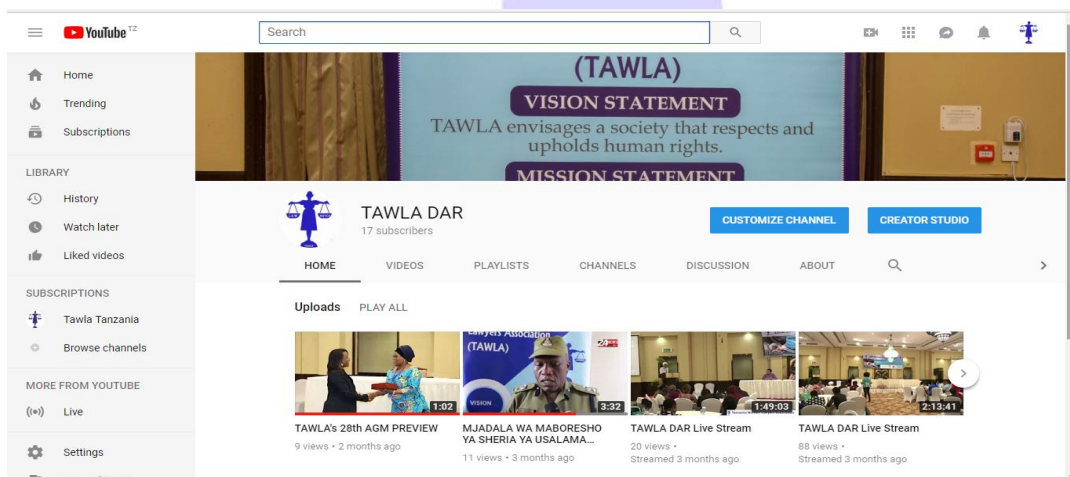 YouTube TZ
Search
Home
Trending
Subscriptions
LIBRARY
History
Watch later
Liked videos
SUBSCRIPTIONS
Tawla Tanzania
Browse channels
MORE FROM YOUTUBE
Live
Settings
(TAWLA)
VISION STATEMENT
TAWLA envisages a society that respects and
upholds human rights.
MISSION STATEMENT
TAWLA DAR
17 subscribers
CUSTOMIZE CHANNEL
CREATOR STUDIO
HOME VIDEOS PLAYLISTS CHANNELS DISCUSSION ABOUT
Uploads PLAY ALL
1:02
Lawyers Association
(TAWLA)
VISION
3:32
1:49:03
2:13:41
TAWLA's 28th AGM PREVIEW
9 views • 2 months ago
MJADALA WA MABORESHO
YA SHERIA YA USALAMA...
11 views • 3 months ago
TAWLA DAR Live Stream
20 views •
Streamed 3 months ago
TAWLA DAR Live Stream
88 views •
Streamed 3 months ago